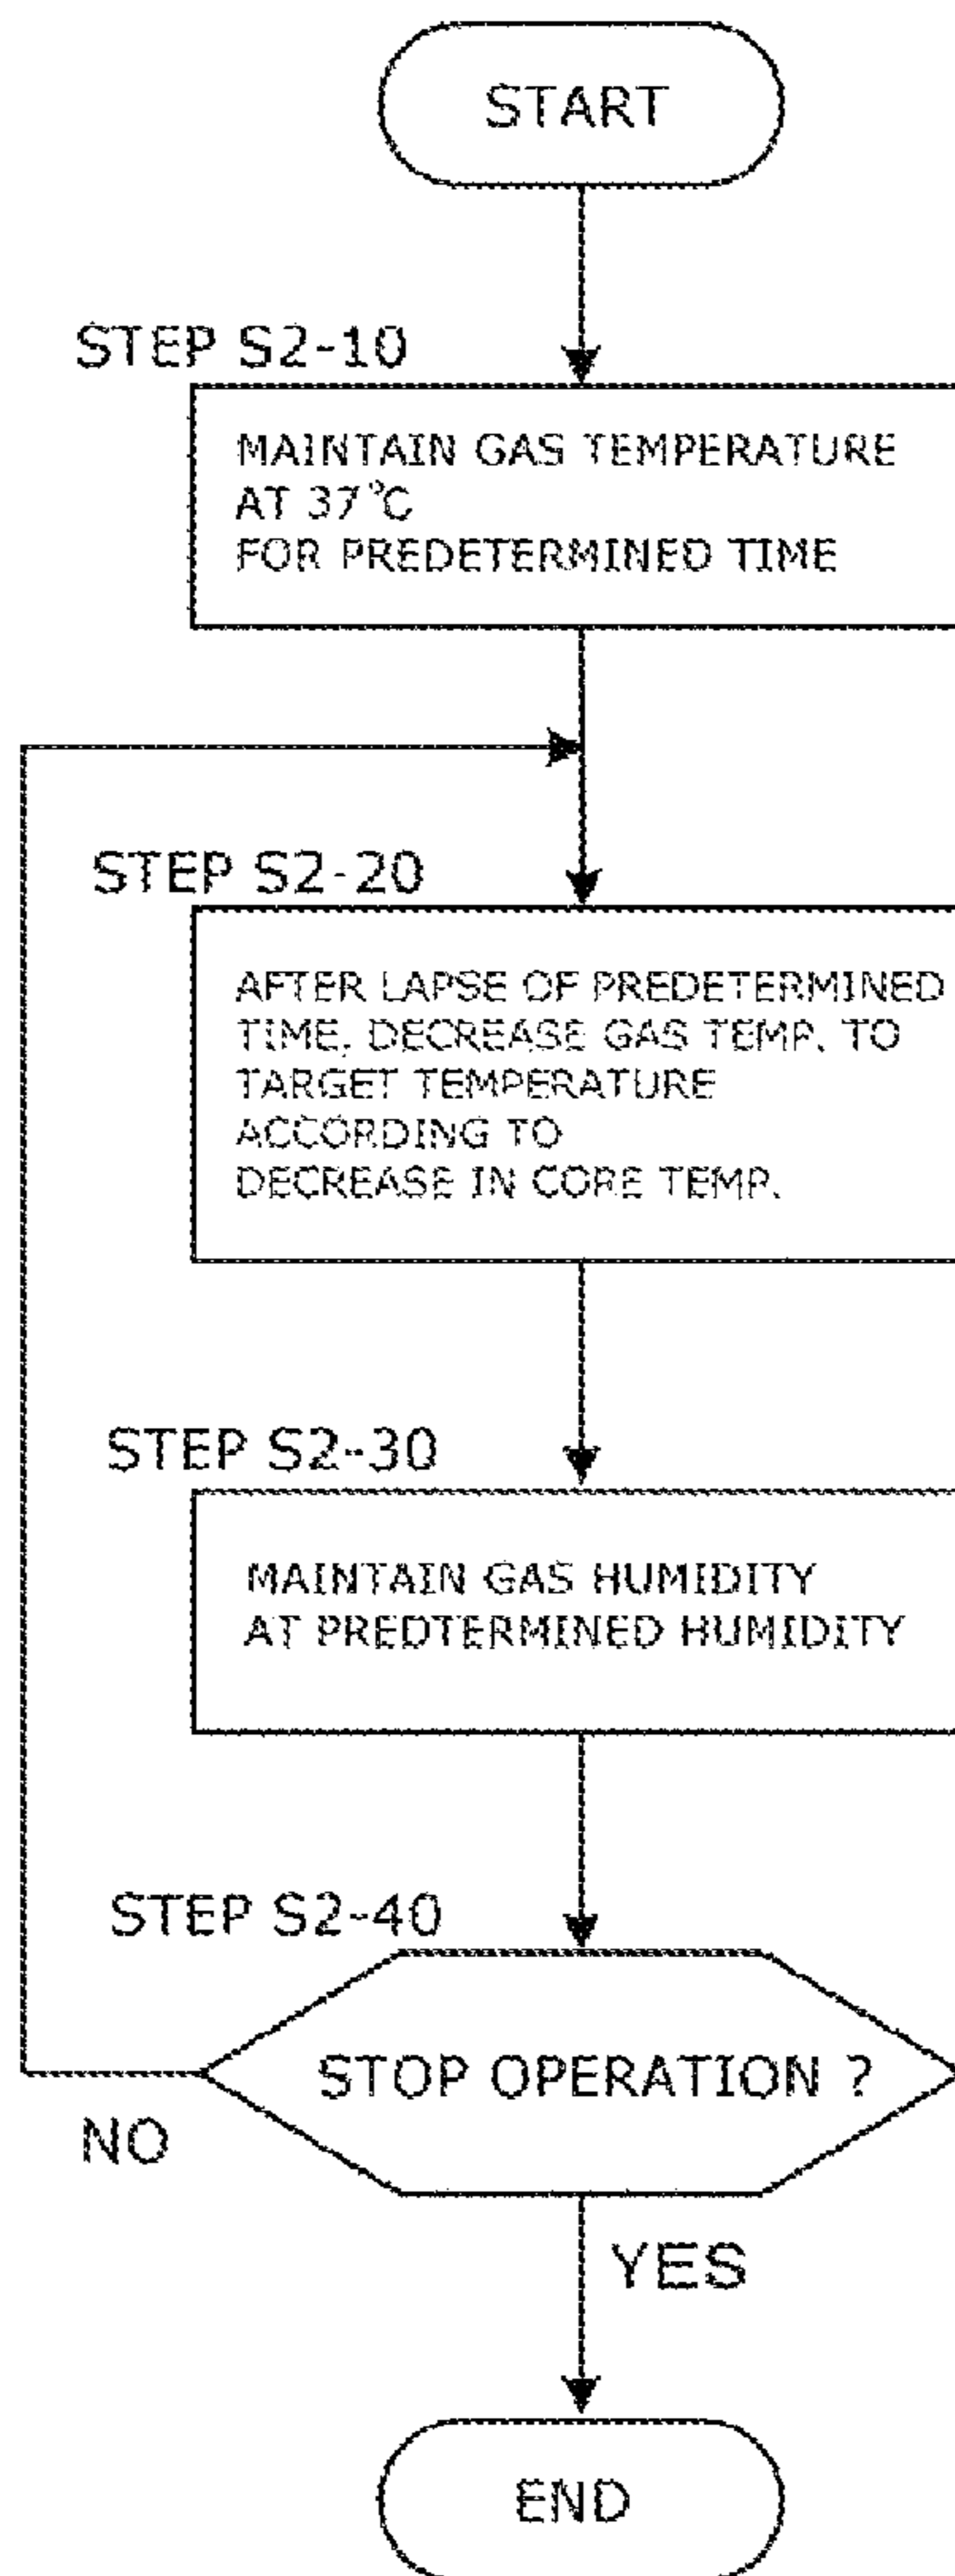 START
STEP S2-10
MAINTAIN GAS TEMPERATURE
AT 37℃
FOR PREDETERMINED TIME
STEP S2-20
AFTER LAPSE OF PREDETERMINED
TIME, DECREASE GAS TEMP. TO
TARGET TEMPERATURE
ACCORDING TO
DECREASE IN CORE TEMP.
STEP S2-30
MAINTAIN GAS HUMIDITY
AT PREDTERMINED HUMIDITY
STEP S2-40
STOP OPERATION ?
NO
YES
END